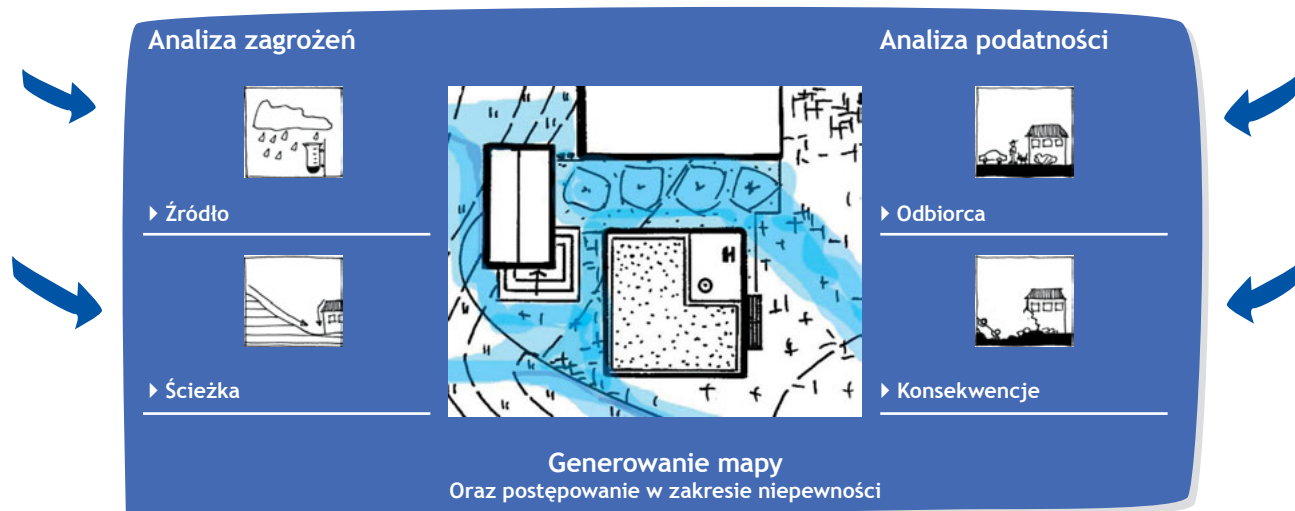 Analiza zagrożeń
Źródło
Ścieżka
Analiza podatności
Odbiorca
Konsekwencje
Generowanie mapy
Oraz postępowanie w zakresie niepewności